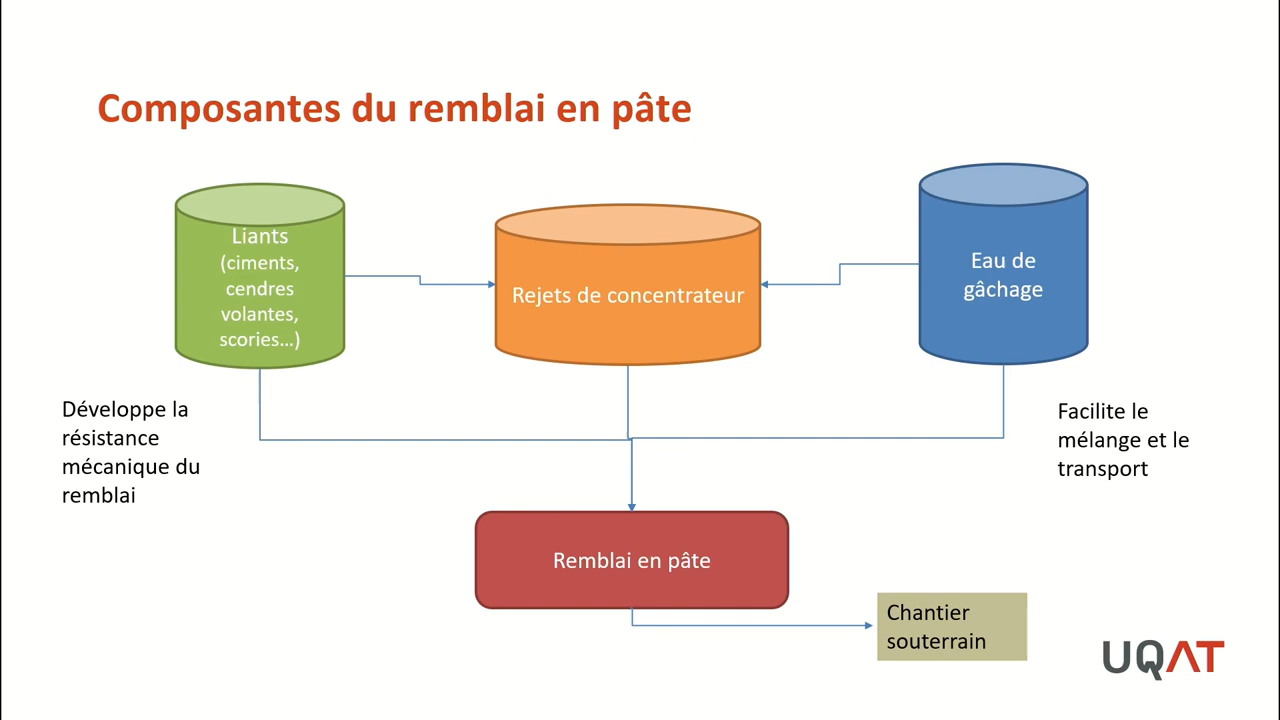 Composantes du remblai en pâte
Liants
(ciments,
cendres
volantes,
scories...)
Rejets de concentrateur
Eau de
gâchage
Développe la
résistance
mécanique du
remblai
Facilite le
mélange et le
transport
Remblai en pâte
Chantier
souterrain
UQAT